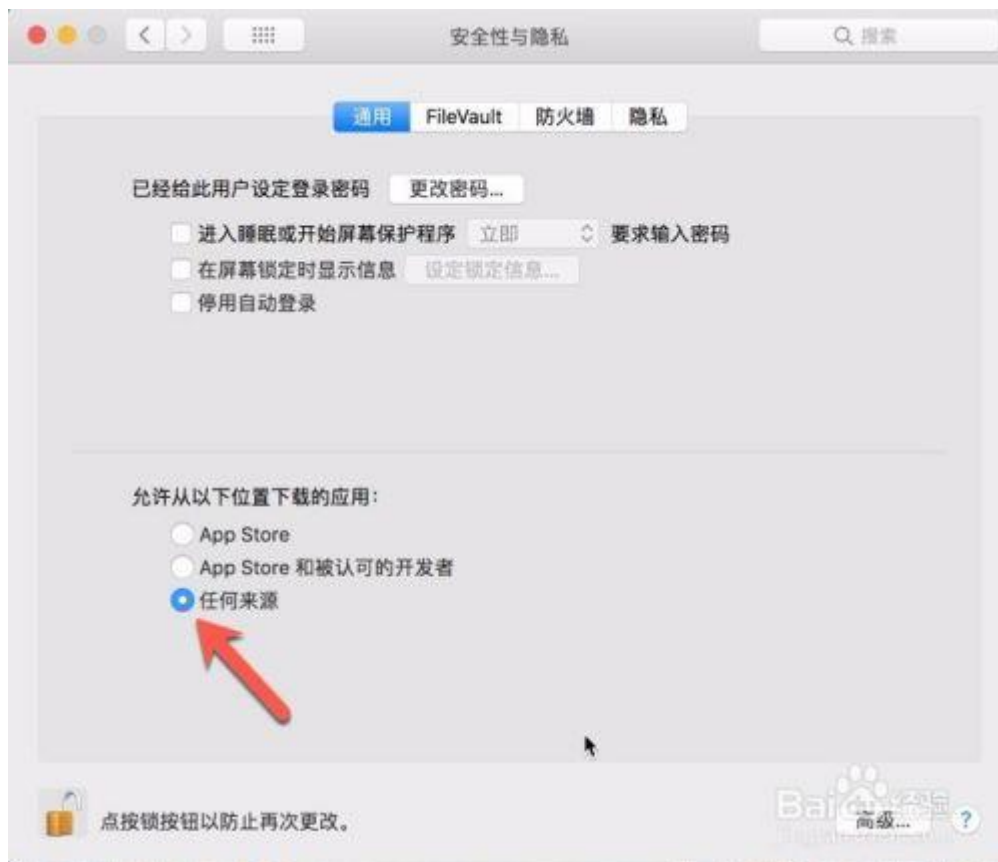 安全性与隐私
搜索
通用 FileVault 防火墙 隐私
已经给此用户设定登录密码 更改密码...
进入睡眠或开始屏幕保护程序 立即 要求输入密码
在屏幕锁定时显示信息 设定锁定信息...
停用自动登录
允许从以下位置下载的应用：
App Store
App Store 和被认可的开发者
任何来源
点按锁按钮以防止再次更改。
Bai 经验
高级... ?